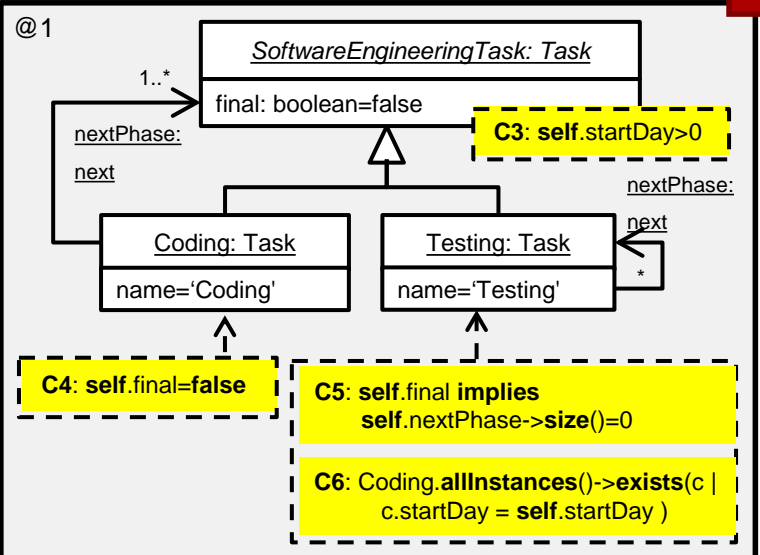 @1
SoftwareEngineeringTask: Task
1..*
final: boolean=false
C3: self.startDay>0
nextPhase:
next
nextPhase:
next
Coding: Task
Testing: Task
*
name=‘Coding'
name=‘Testing'
C4: self.final=false
C5: self.final implies
self.nextPhase->size()=0
C6: Coding.allInstances()->exists(c |
c.startDay = self.startDay )